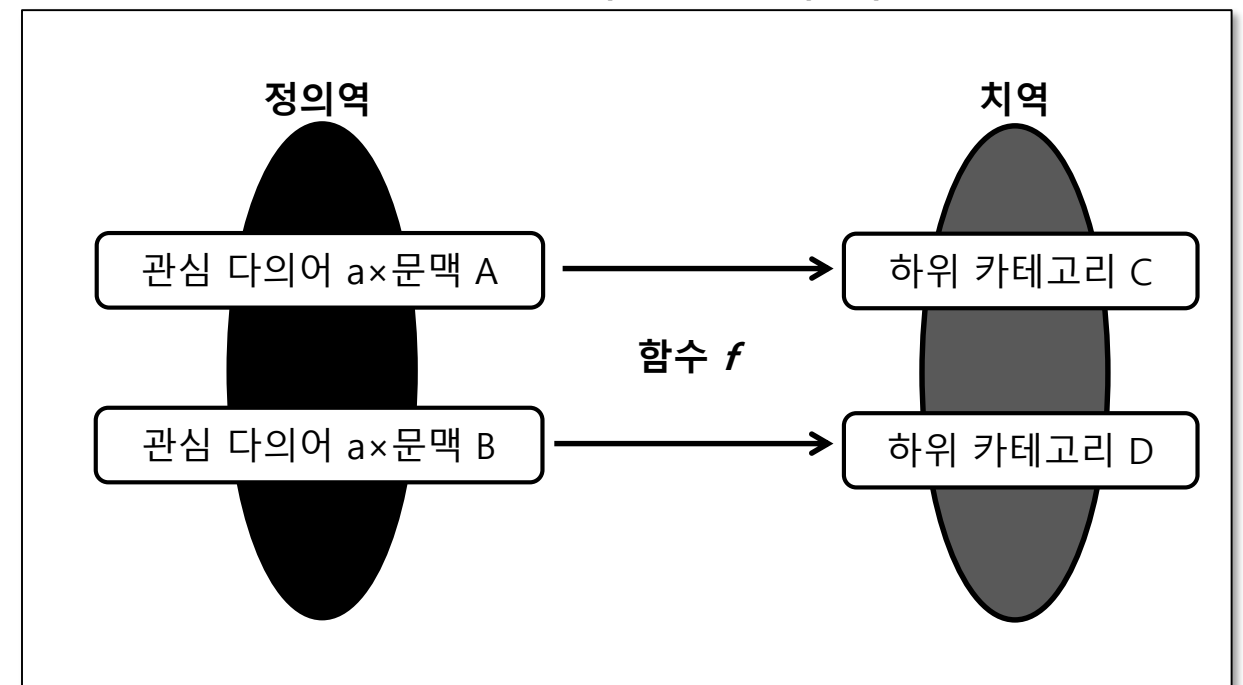 정의역
치역
관심 다의어 a×문맥 A
하위 카테고리 C
함수 f
관심 다의어 a×문맥 B
하위 카테고리 D